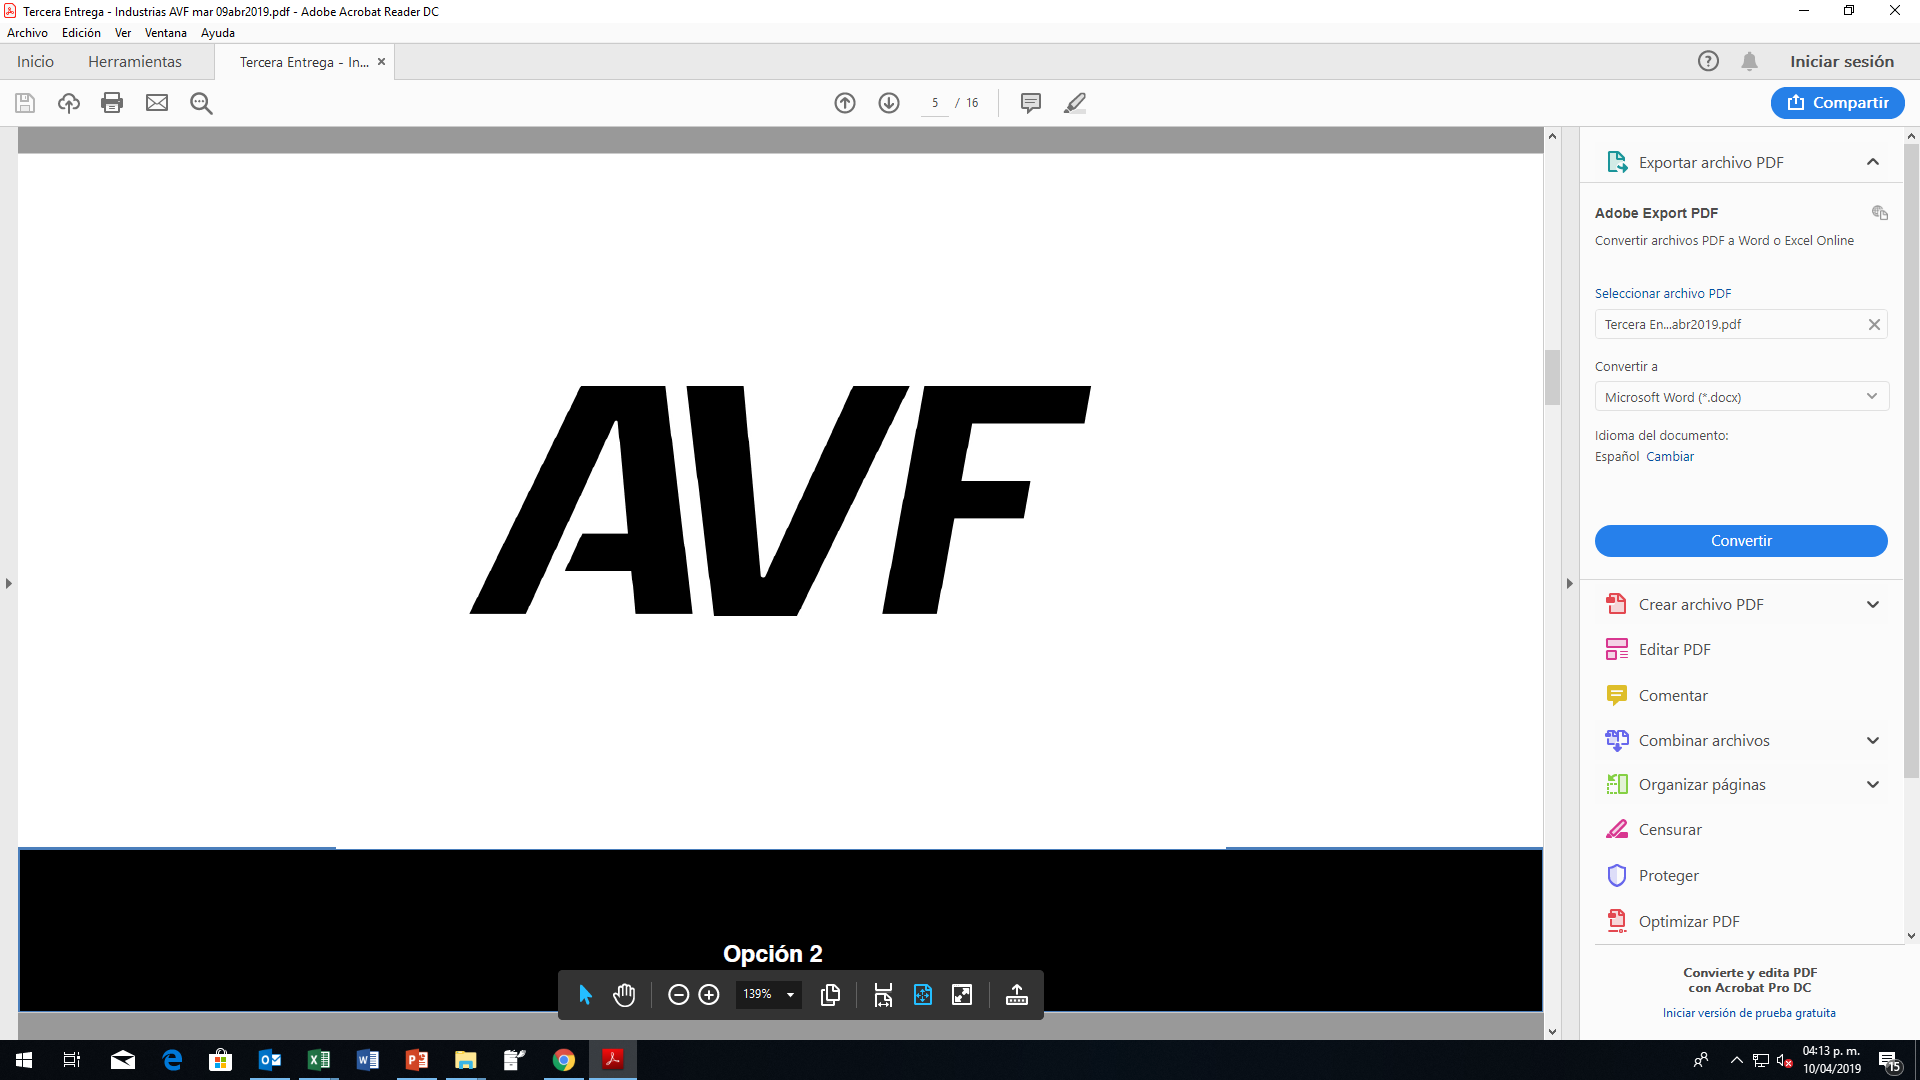 Tercera Entrega - Industrias AVF mar 09abr2019.pdf - Adobe Acrobat Reader DC
Archivo Edición Ver Ventana Ayuda
Inicio Herramientas Tercera Entrega - In... Iniciar sesión
5 / 16 Compartir
Exportar archivo PDF
Adobe Export PDF
Convertir archivos PDF a Word o Excel Online
Seleccionar archivo PDF
Tercera En...abr2019.pdf
Convertir a
Microsoft Word (*.docx)
Idioma del documento:
Español Cambiar
Convertir
Crear archivo PDF
Editar PDF
Comentar
Combinar archivos
Organizar páginas
Censurar
Proteger
Optimizar PDF
Convierte y edita PDF
con Acrobat Pro DC
Iniciar versión de prueba gratuita
AVF
Opción 2
139%
04:13 p. m.
10/04/2019
15